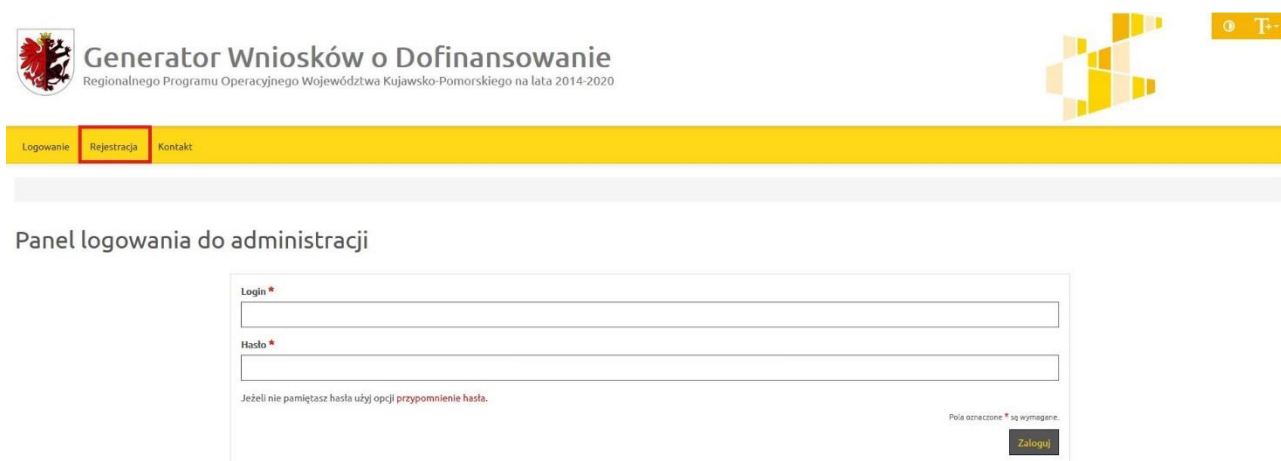 Generator Wniosków o Dofinansowanie
Regionalnego Programu Operacyjnego Województwa Kujawsko-Pomorskiego na lata 2014-2020
T+-
Logowanie Rejestracja Kontakt
Panel logowania do administracji
Login *
Hasło *
Jeżeli nie pamiętasz hasła użyj opcji przypomnienie hasła.
Pola oznaczone * są wymagane.
Zaloguj